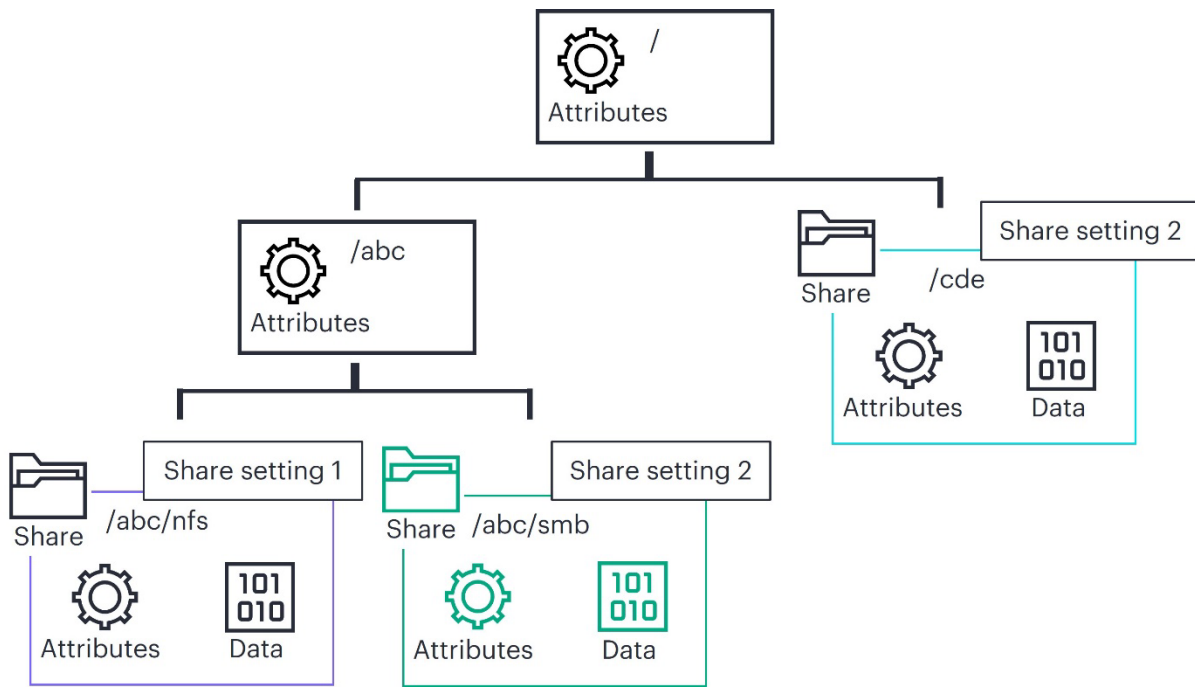 /
Attributes
/abc
Attributes
Share setting 2
Share
/cde
Attributes
Data
101
010
Share setting 1
Share
/abc/nfs
Attributes
Data
101
010
Share setting 2
Share
/abc/smb
Attributes
Data
101
010